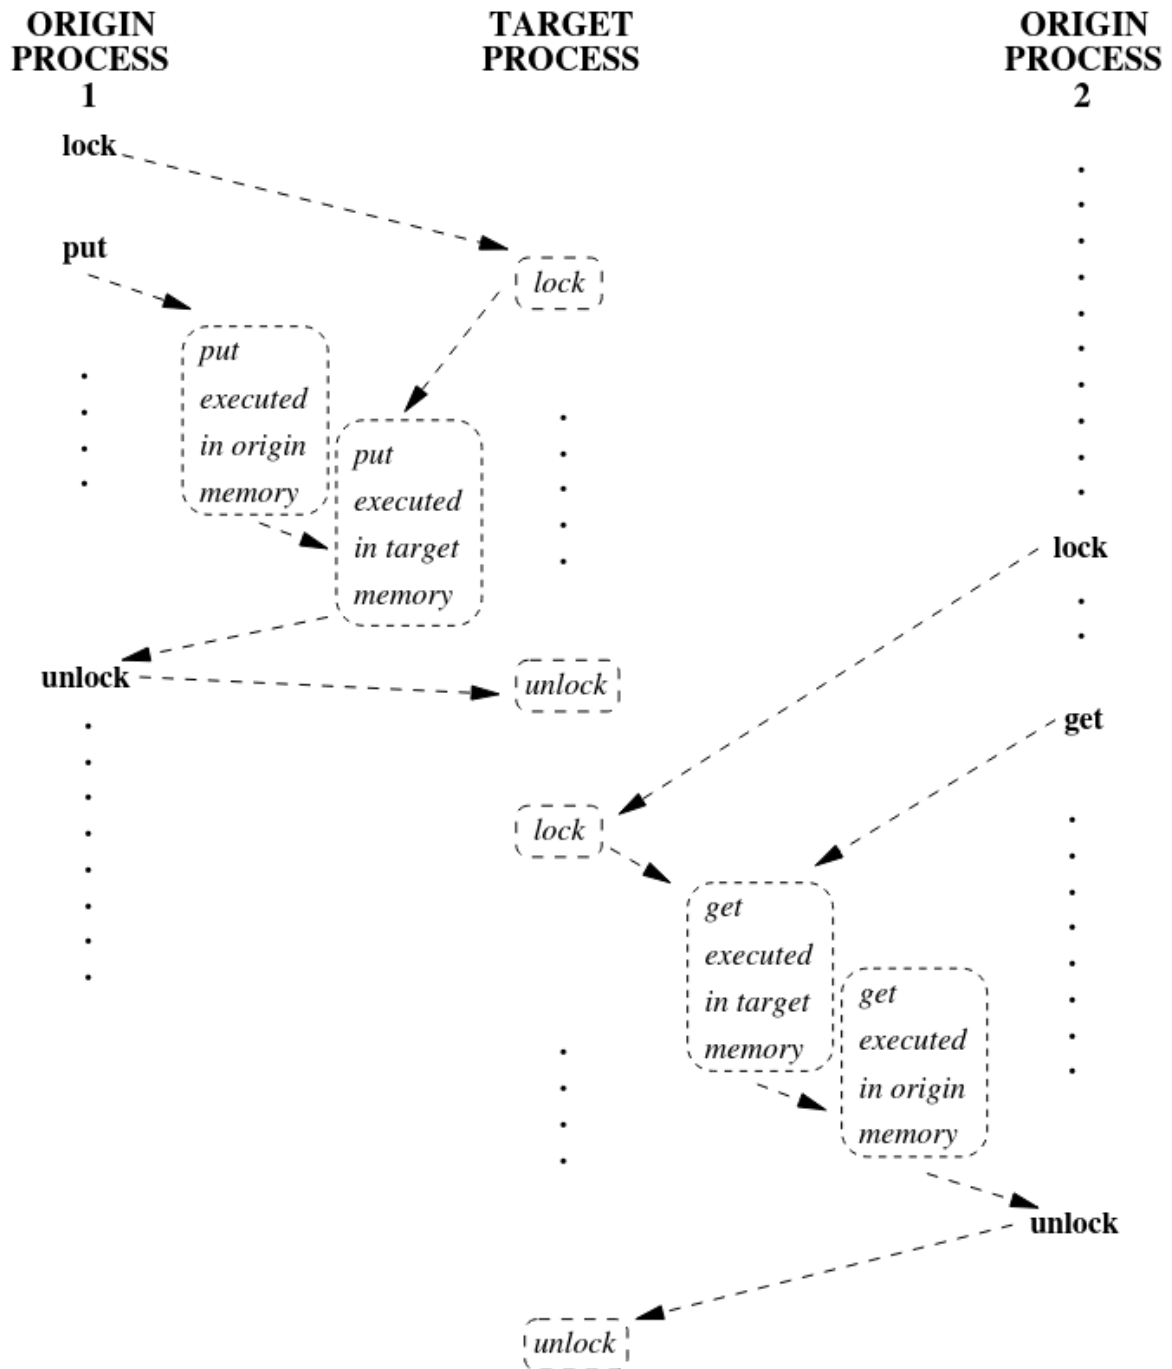 ORIGIN
PROCESS
1
TARGET
PROCESS
ORIGIN
PROCESS
2
lock
put
lock
put
executed
in origin
memory
put
executed
in target
memory
lock
unlock
unlock
get
lock
get
executed
in target
memory
get
executed
in origin
memory
unlock
unlock